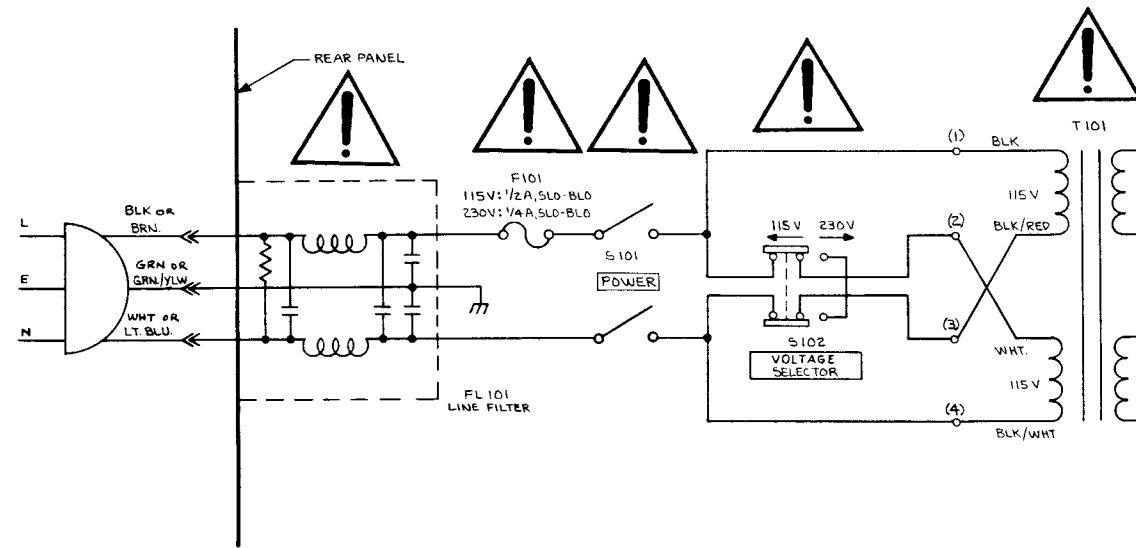 REAR PANEL
L
BLK OR
BRN.
E
GRN OR
GRN/YLW
N
WHT OR
LT. BLU.
FL 101
LINE FILTER
F101
115V: 1/2 A, SLO-BLO
230V: 1/4 A, SLO-BLO
S101
POWER
115V 230V
S102
VOLTAGE
SELECTOR
(1) BLK
115V
(2)
BLK/RED
(3)
WHT.
115V
(4)
BLK/WHT
T101